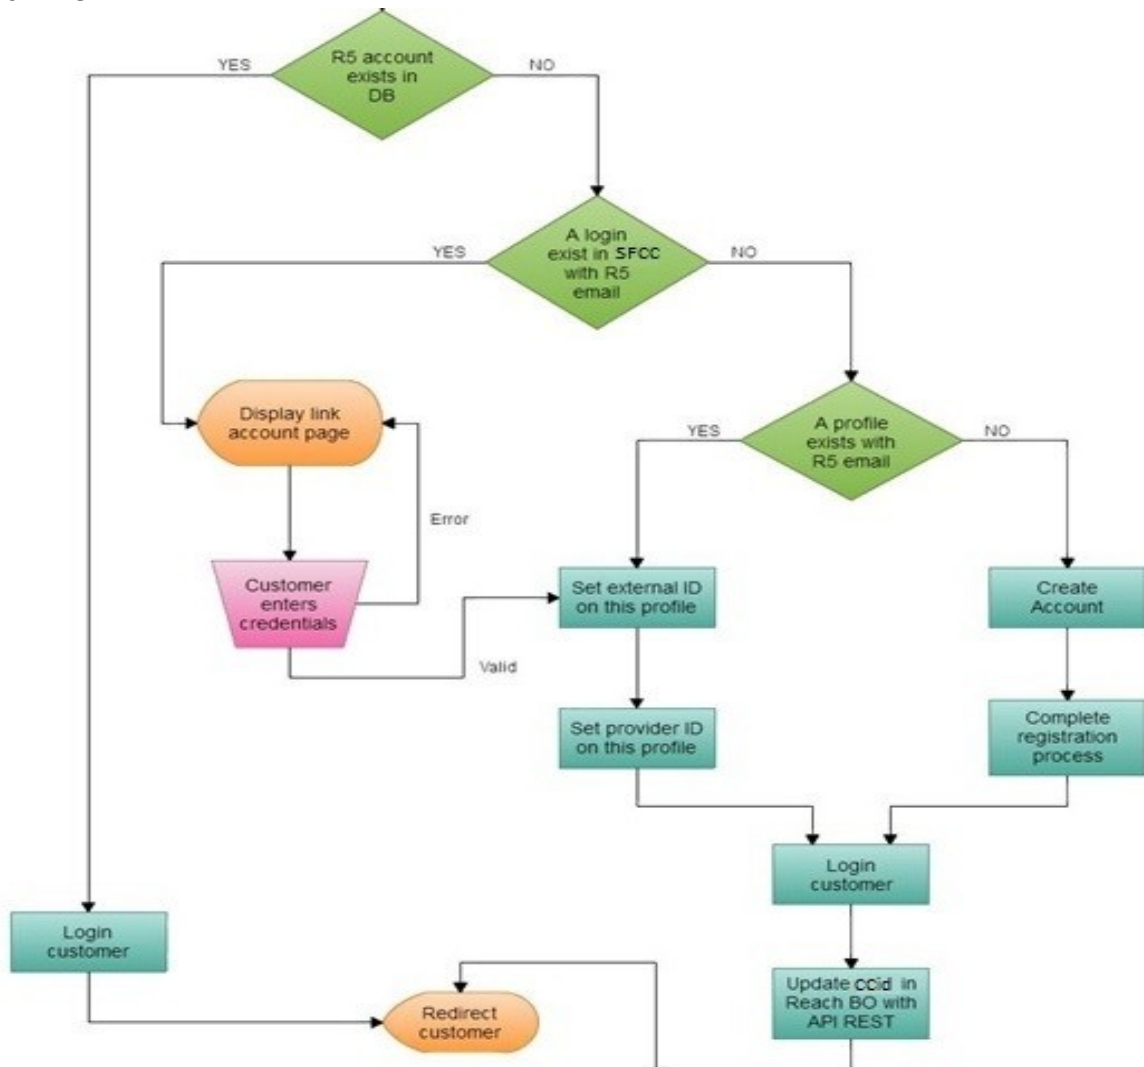 R5 account
exists in
DB
YES
NO
A login
exist in SFCC
with R5
email
YES
NO
Display link
account page
A profile
exists with
R5 email
YES
NO
Error
Customer
enters
credentials
Valid
Set external ID
on this profile
Create
Account
Set provider ID
on this profile
Complete
registration
process
Login
customer
Login
customer
Update ccid in
Reach BO with
API REST
Redirect
customer